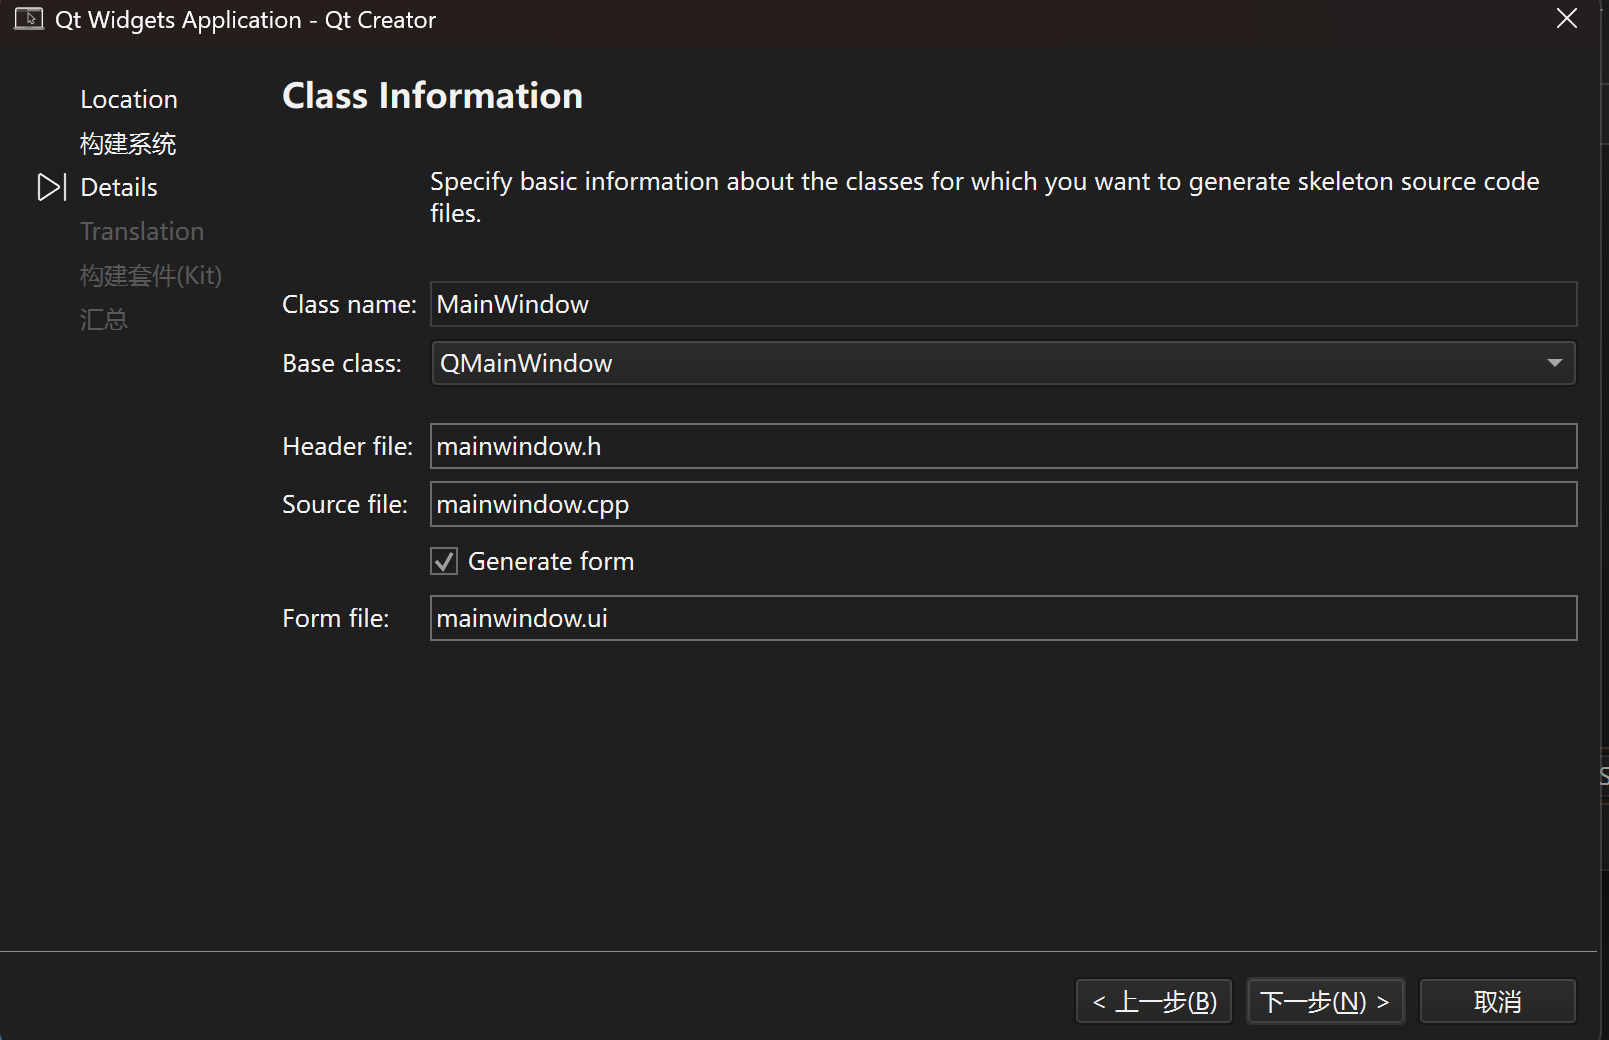 Qt Widgets Application - Qt Creator
Location
构建系统
Details
Translation
构建套件(Kit)
汇总
Class Information
Specify basic information about the classes for which you want to generate skeleton source code
files.
Class name: MainWindow
Base class: QMainWindow
Header file: mainwindow.h
Source file: mainwindow.cpp
Generate form
Form file: mainwindow.ui
< 上一步(B)
下一步(N) >
取消